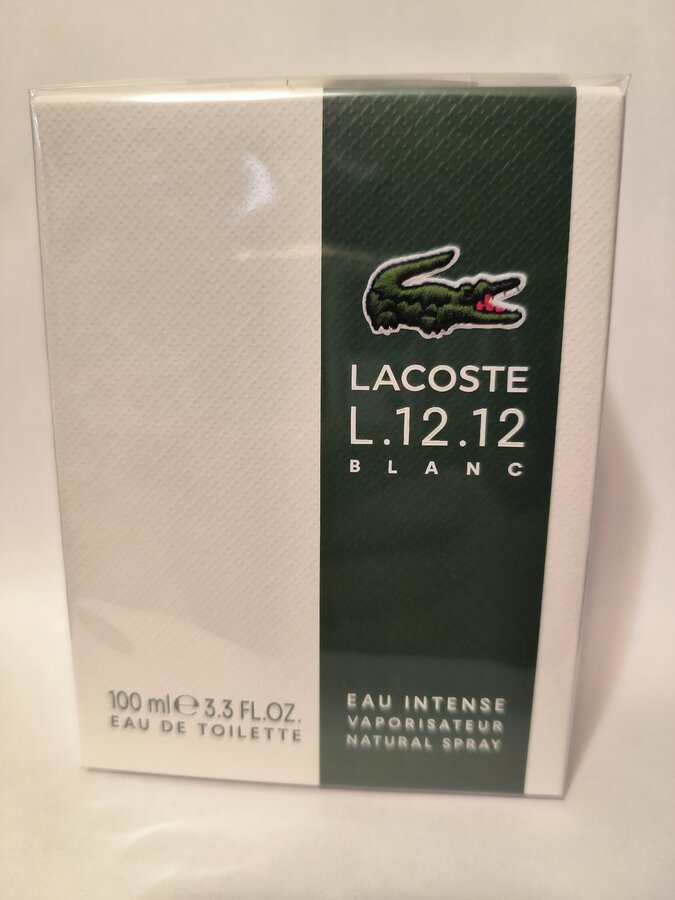 LACOSTE
L.12.12
BLANC
100 ml ℮ 3.3 FL.OZ.
EAU DE TOILETTE
EAU INTENSE
VAPORISATEUR
NATURAL SPRAY